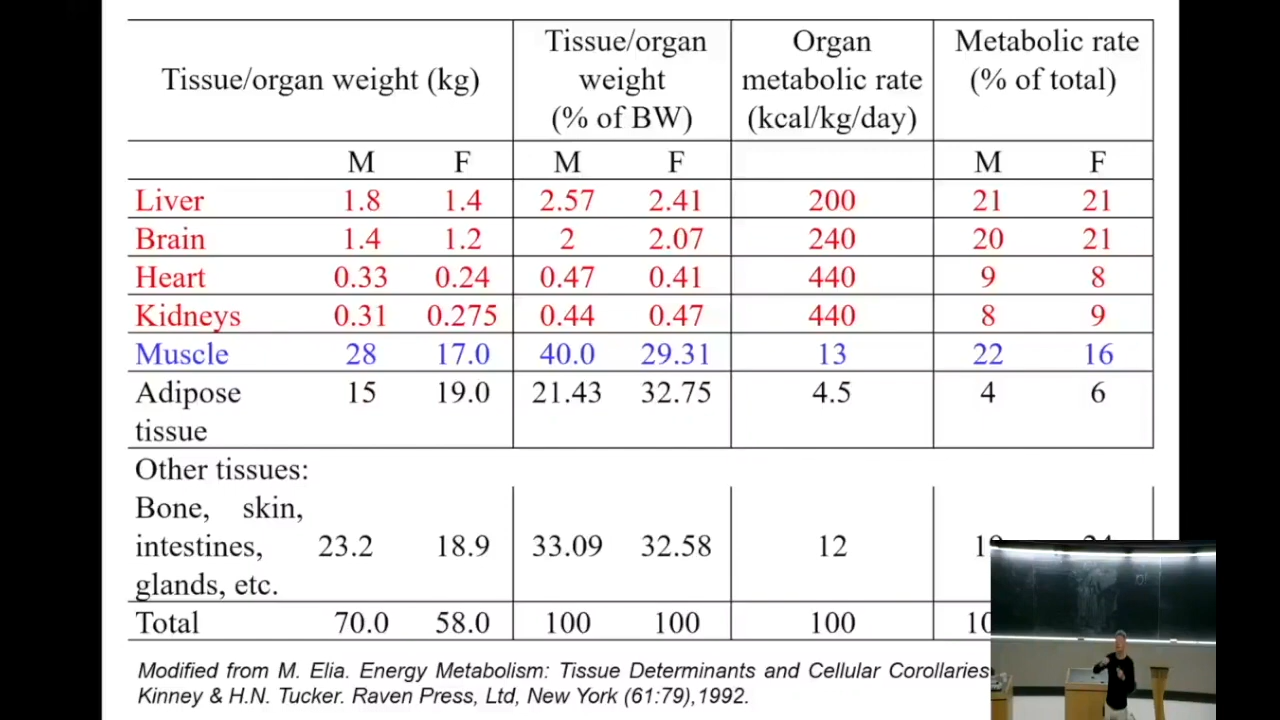 Tissue/organ weight (kg) Tissue/organ weight (% of BW) Organ metabolic rate (kcal/kg/day) Metabolic rate (% of total)
M F M F M F
Liver 1.8 1.4 2.57 2.41 200 21 21
Brain 1.4 1.2 2 2.07 240 20 21
Heart 0.33 0.24 0.47 0.41 440 9 8
Kidneys 0.31 0.275 0.44 0.47 440 8 9
Muscle 28 17.0 40.0 29.31 13 22 16
Adipose tissue 15 19.0 21.43 32.75 4.5 4 6
Other tissues:
Bone, skin,
intestines, 23.2 18.9 33.09 32.58 12
glands, etc.
Total 70.0 58.0 100 100 100
Modified from M. Elia. Energy Metabolism: Tissue Determinants and Cellular Corollaries
Kinney & H.N. Tucker. Raven Press, Ltd, New York (61:79),1992.